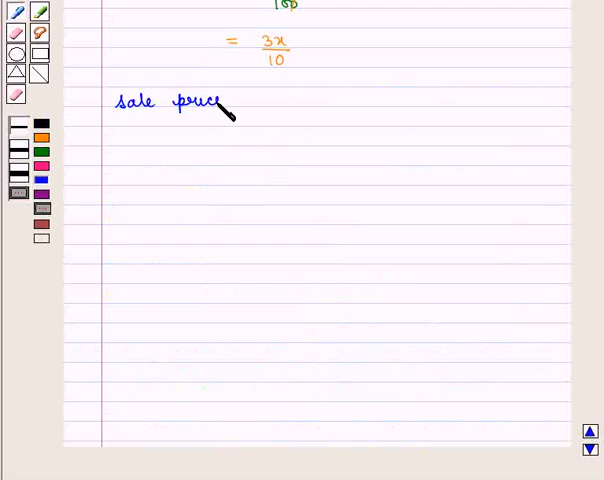 100
= 3x/10
sale price